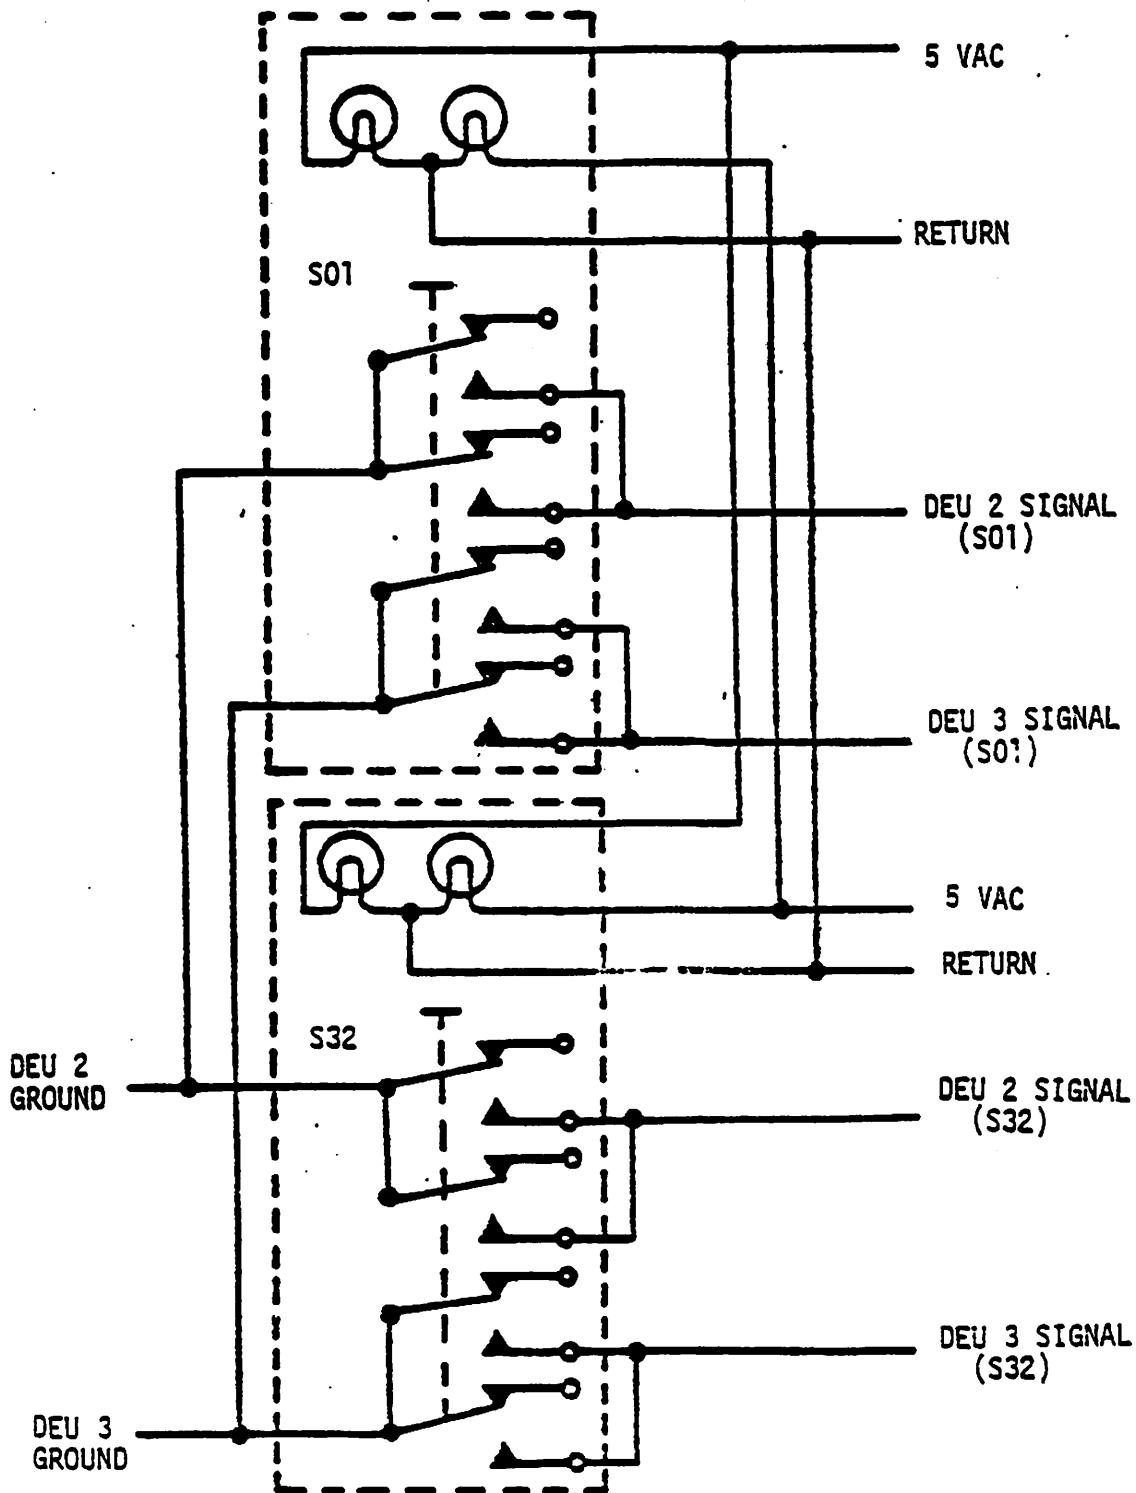 5 VAC
RETURN
S01
DEU 2 SIGNAL
(S01)
DEU 3 SIGNAL
(S01)
5 VAC
RETURN
S32
DEU 2
GROUND
DEU 2 SIGNAL
(S32)
DEU 3 SIGNAL
(S32)
DEU 3
GROUND